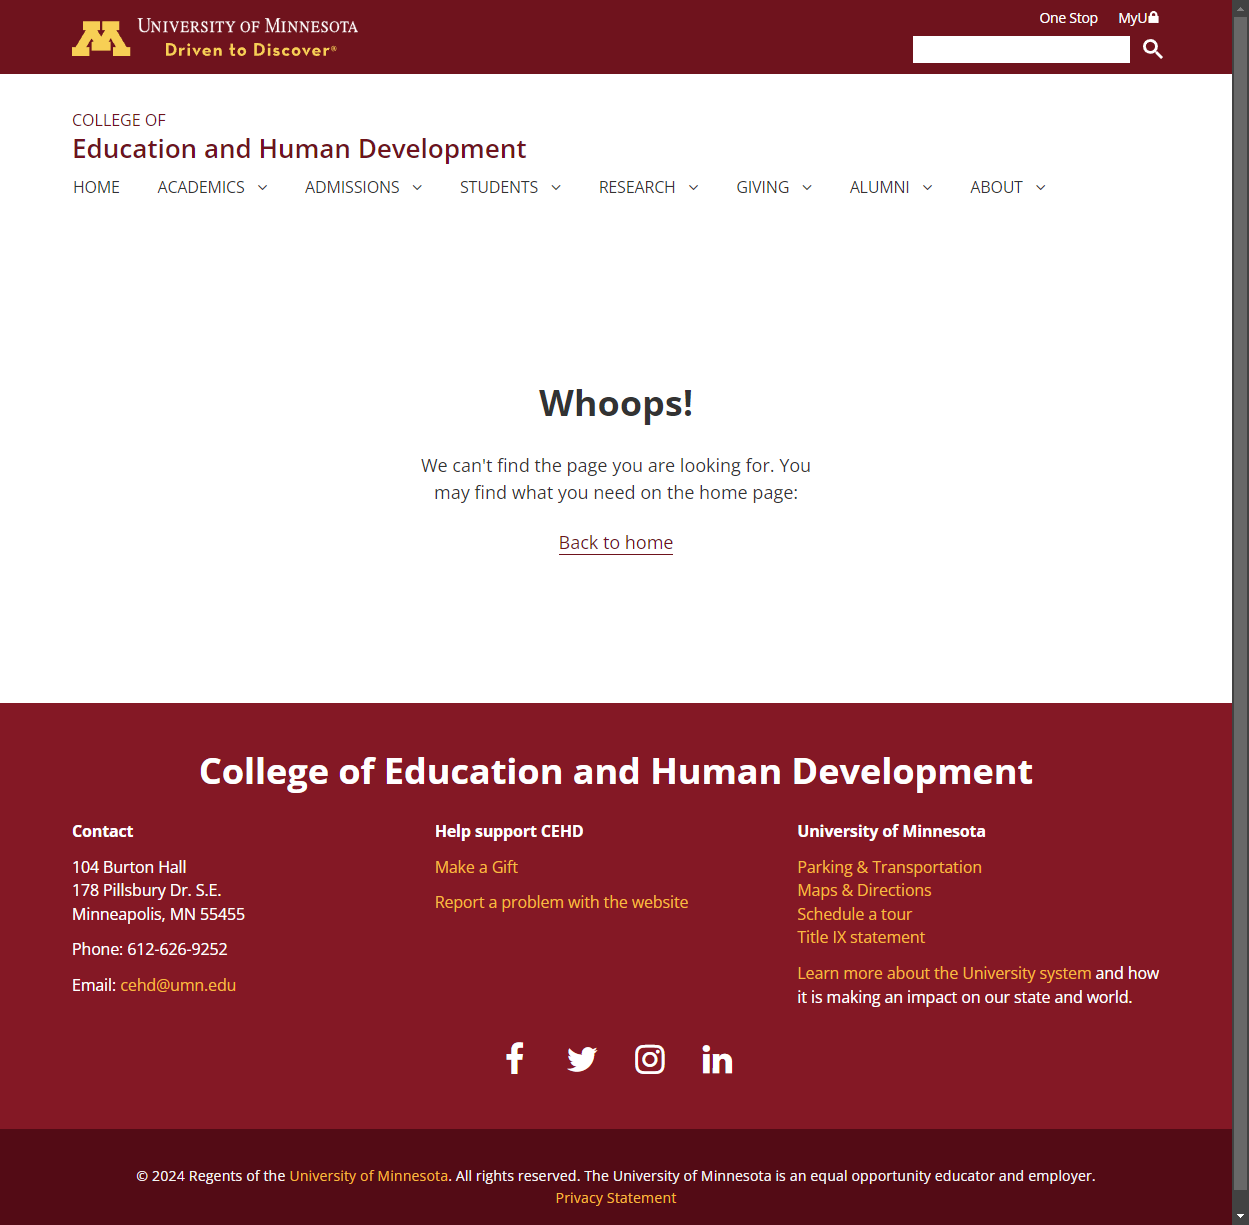 UNIVERSITY OF MINNESOTA
Driven to Discover®
One Stop MyU
COLLEGE OF
Education and Human Development
HOME ACADEMICS ADMISSIONS STUDENTS RESEARCH GIVING ALUMNI ABOUT
Whoops!
We can't find the page you are looking for. You
may find what you need on the home page:
Back to home
College of Education and Human Development
Contact
104 Burton Hall
178 Pillsbury Dr. S.E.
Minneapolis, MN 55455
Phone: 612-626-9252
Email: cehd@umn.edu
Help support CEHD
Make a Gift
Report a problem with the website
University of Minnesota
Parking & Transportation
Maps & Directions
Schedule a tour
Title IX statement
Learn more about the University system and how
it is making an impact on our state and world.
© 2024 Regents of the University of Minnesota. All rights reserved. The University of Minnesota is an equal opportunity educator and employer.
Privacy Statement